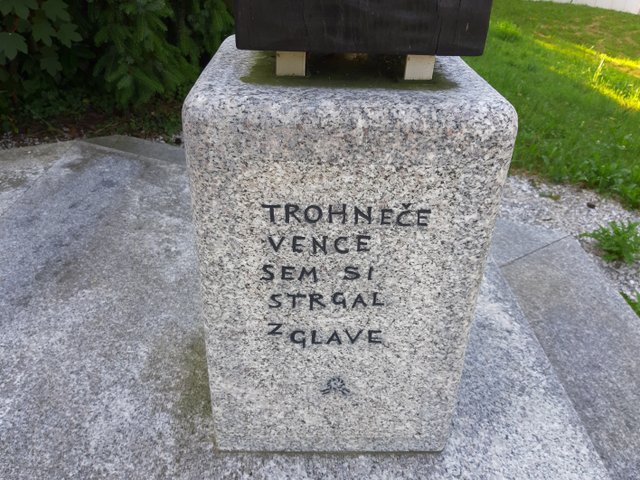 TROHNEČE
VENCE
SEM SI
STRGAL
Z GLAVE